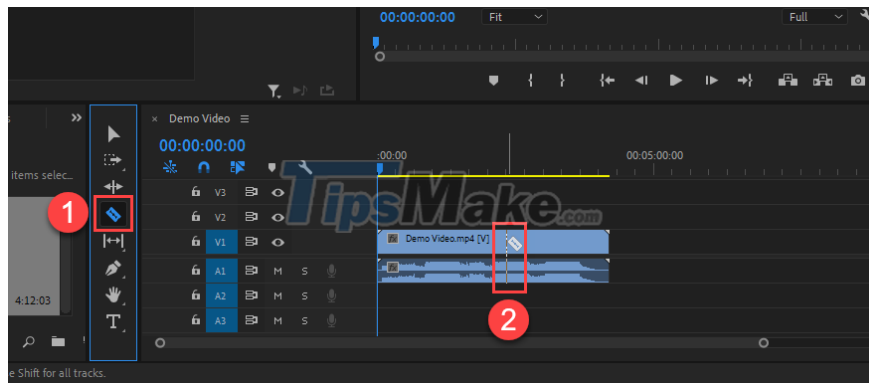 00:00:00:00 Fit Full
× Demo Video
00:00:00:00
:00:00 00:05:00:00
items selec...
V3
V2
1
V1 Demo Video.mp4 [V]
A1 M S
4:12:03
A2 M S
A3 M S
T
2
TipsMake.com
e Shift for all tracks.